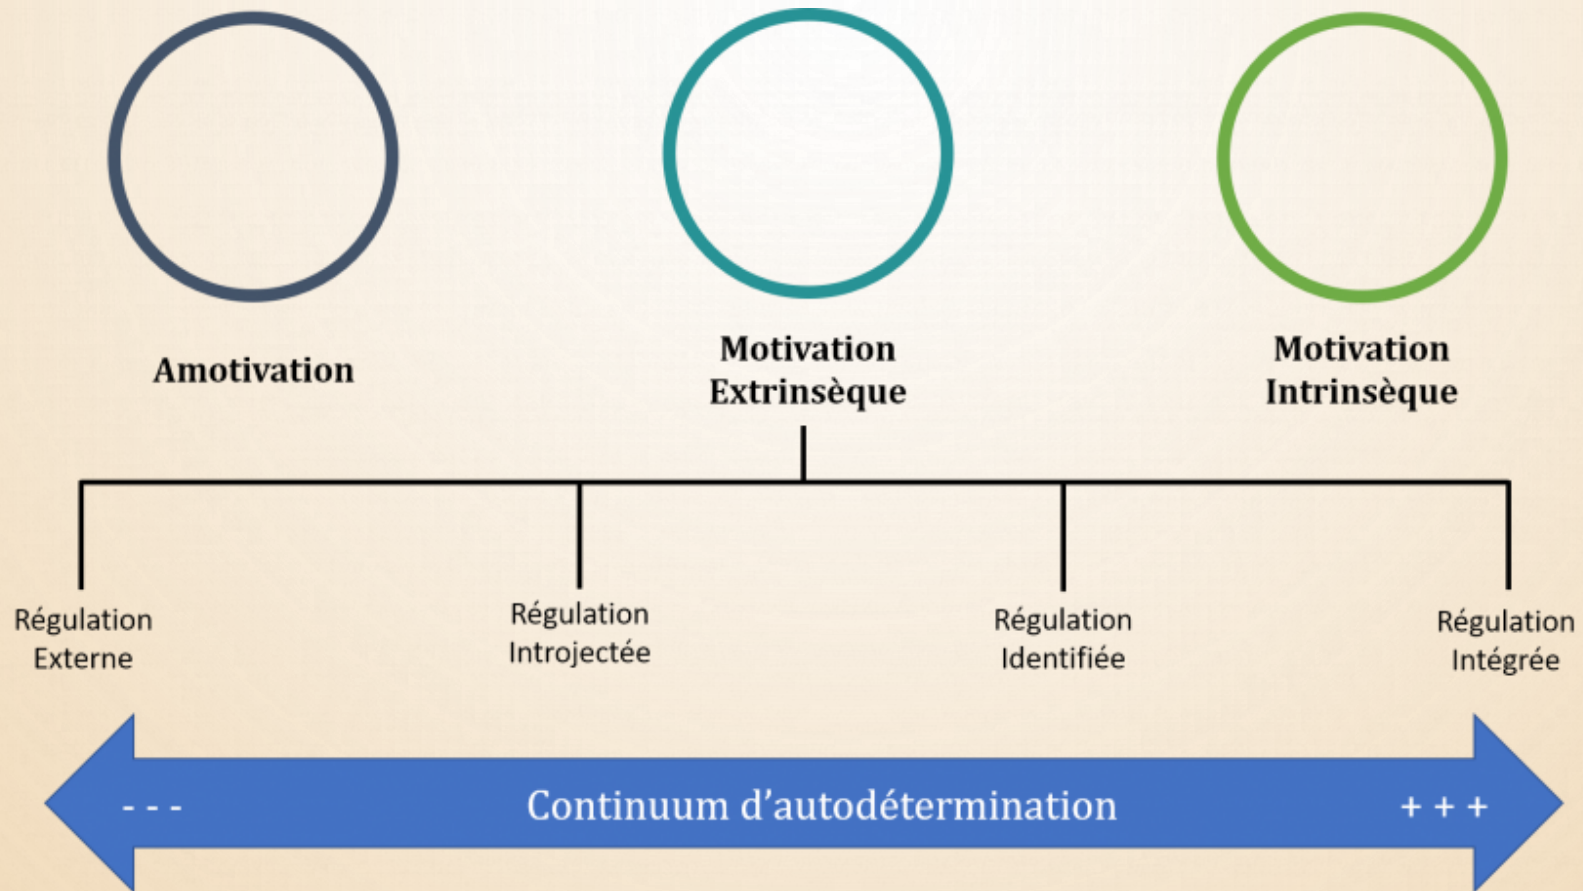 Amotivation
Motivation
Extrinsèque
Motivation
Intrinsèque
Régulation
Externe
Régulation
Introjectée
Régulation
Identifiée
Régulation
Intégrée
- - -
Continuum d’autodétermination
+ + +